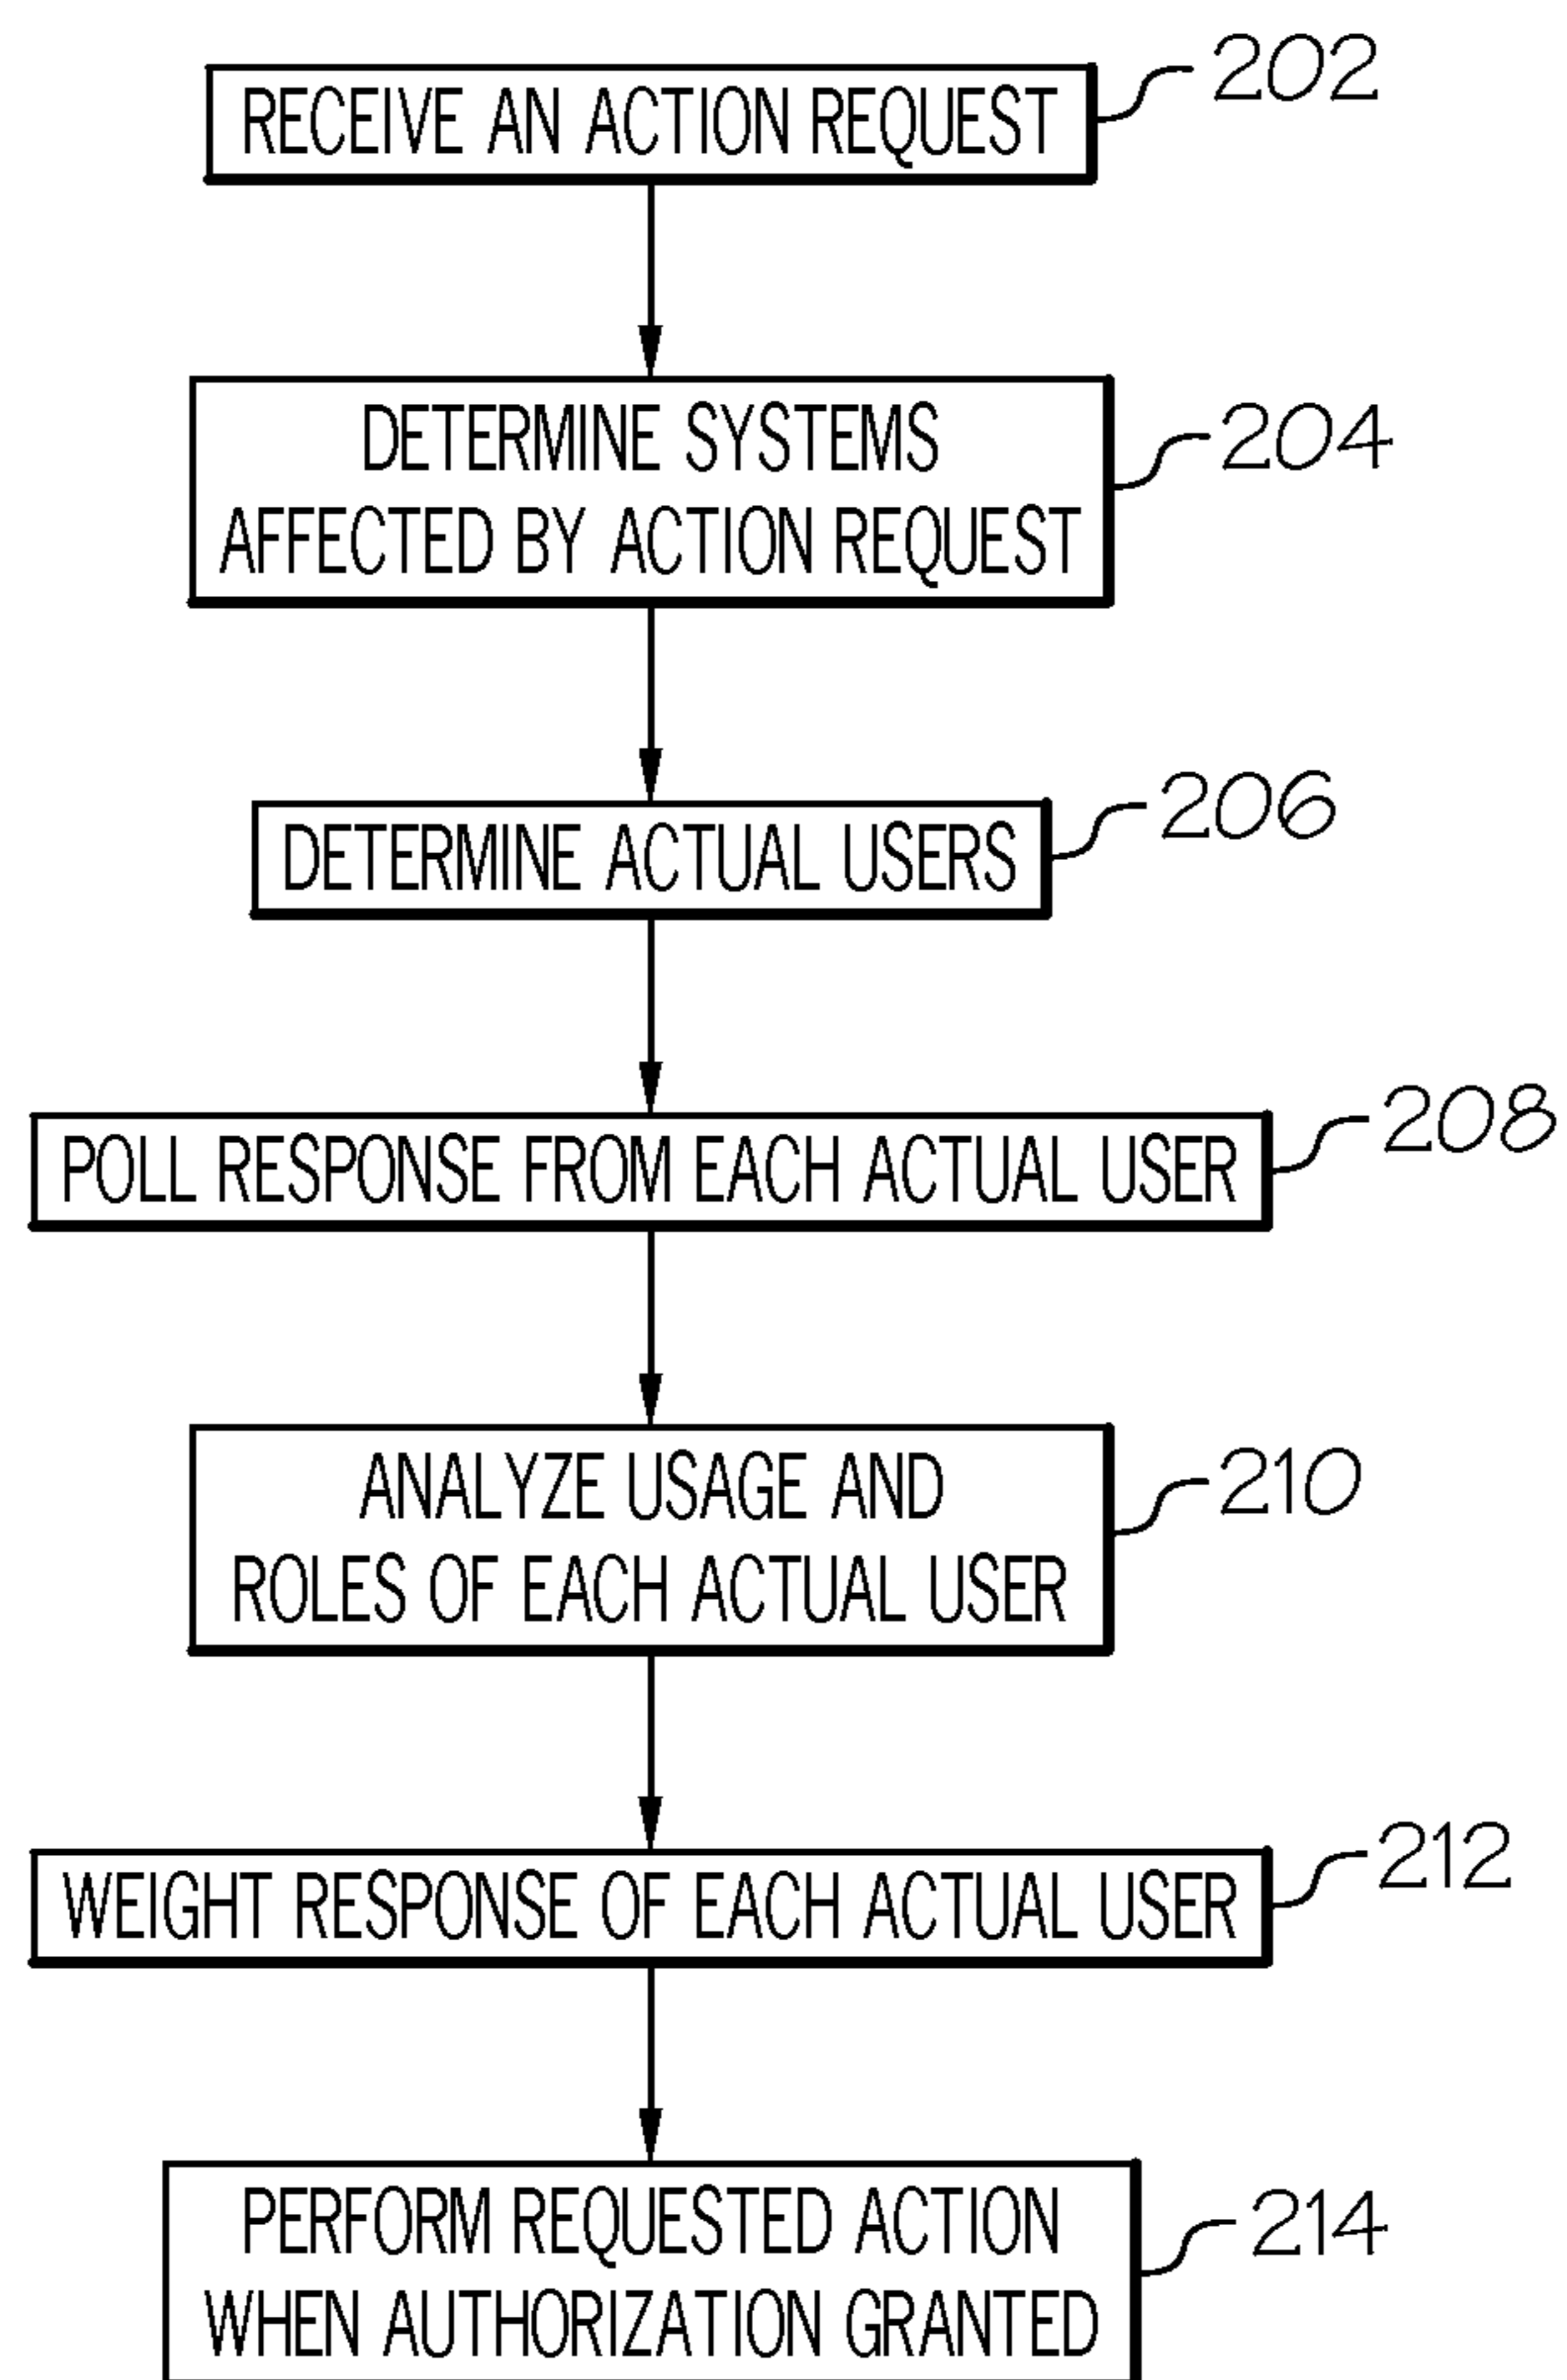 202
RECEIVE AN ACTION REQUEST
204
DETERMINE SYSTEMS
AFFECTED BY ACTION REQUEST
206
DETERMINE ACTUAL USERS
208
POLL RESPONSE FROM EACH ACTUAL USER
210
ANALYZE USAGE AND
ROLES OF EACH ACTUAL USER
212
WEIGHT RESPONSE OF EACH ACTUAL USER
214
PERFORM REQUESTED ACTION
WHEN AUTHORIZATION GRANTED